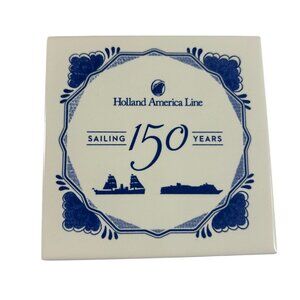 Holland America Line
SAILING 150 YEARS